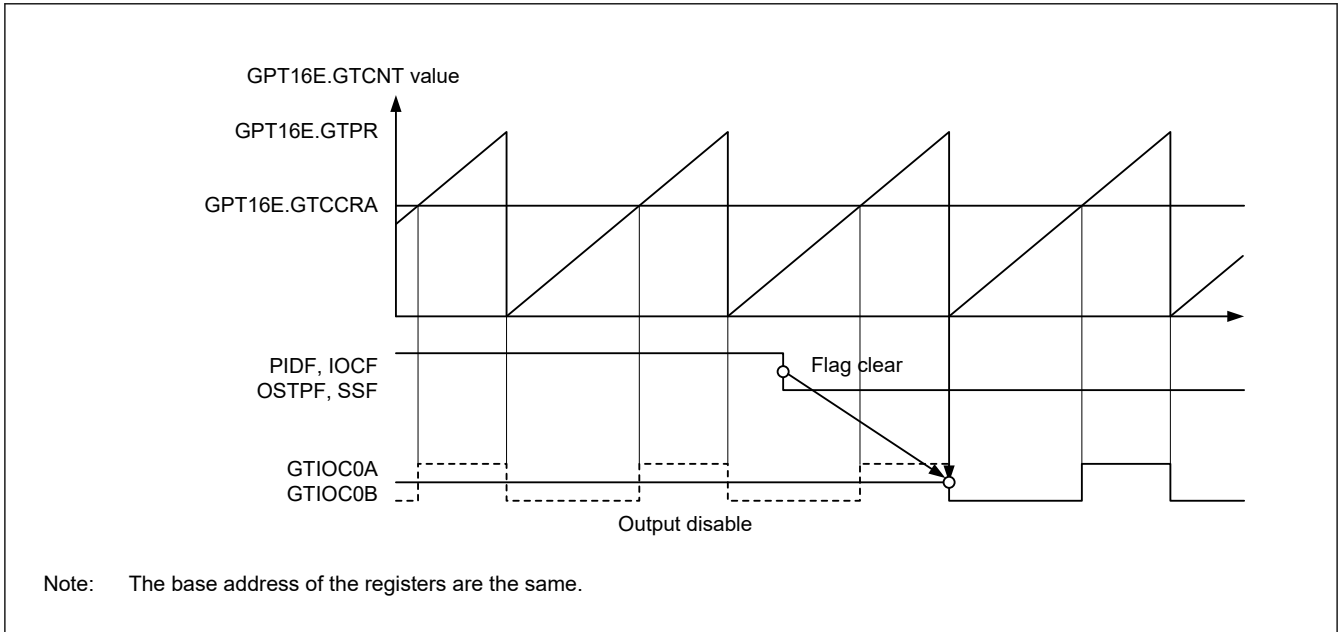 GPT16E.GTCNT value
GPT16E.GTPR
GPT16E.GTCCRA
PIDF, IOCF
Flag clear
OSTPF, SSF
GTIOC0A
GTIOC0B
Output disable
Note: The base address of the registers are the same.